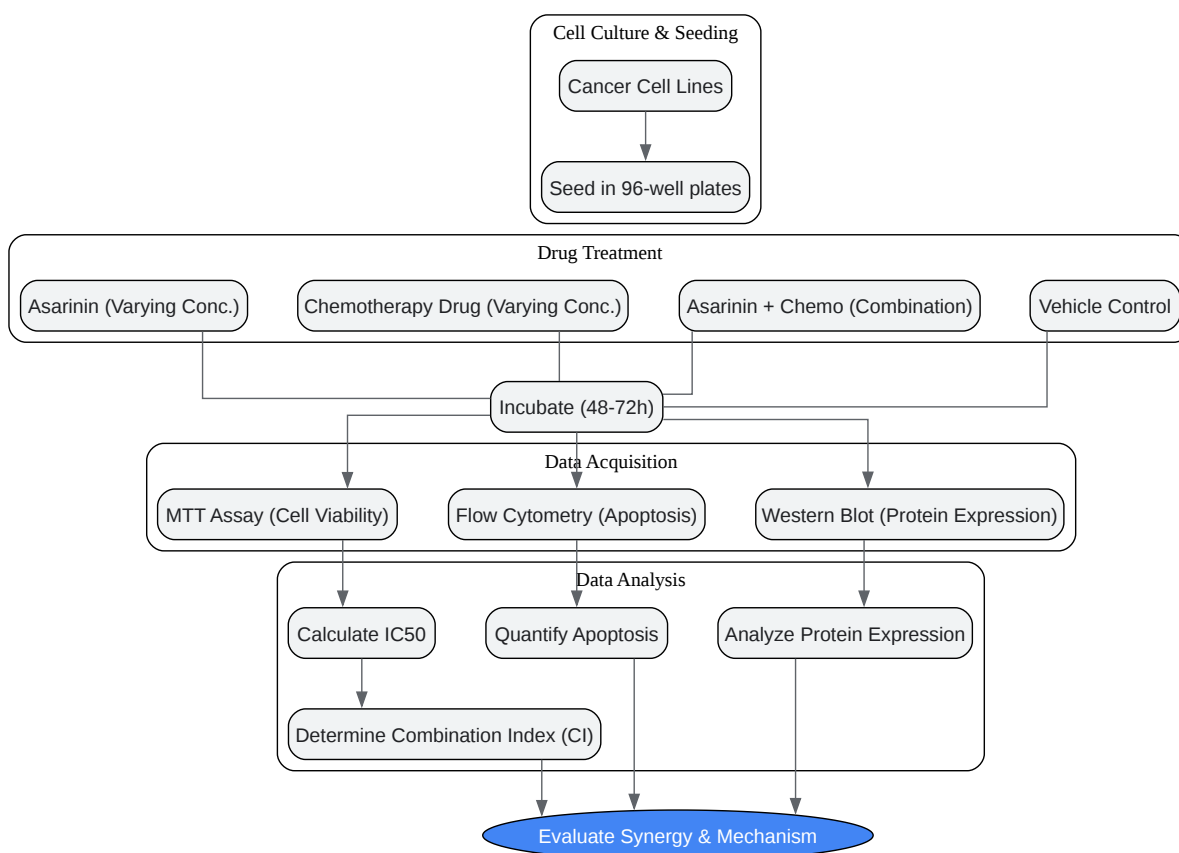 Cell Culture & Seeding
Cancer Cell Lines
Seed in 96-well plates
Drug Treatment
Asarinin (Varying Conc.)
Chemotherapy Drug (Varying Conc.)
Asarinin + Chemo (Combination)
Vehicle Control
Incubate (48-72h)
Data Acquisition
MTT Assay (Cell Viability)
Flow Cytometry (Apoptosis)
Western Blot (Protein Expression)
Data Analysis
Calculate IC50
Quantify Apoptosis
Analyze Protein Expression
Determine Combination Index (CI)
Evaluate Synergy & Mechanism